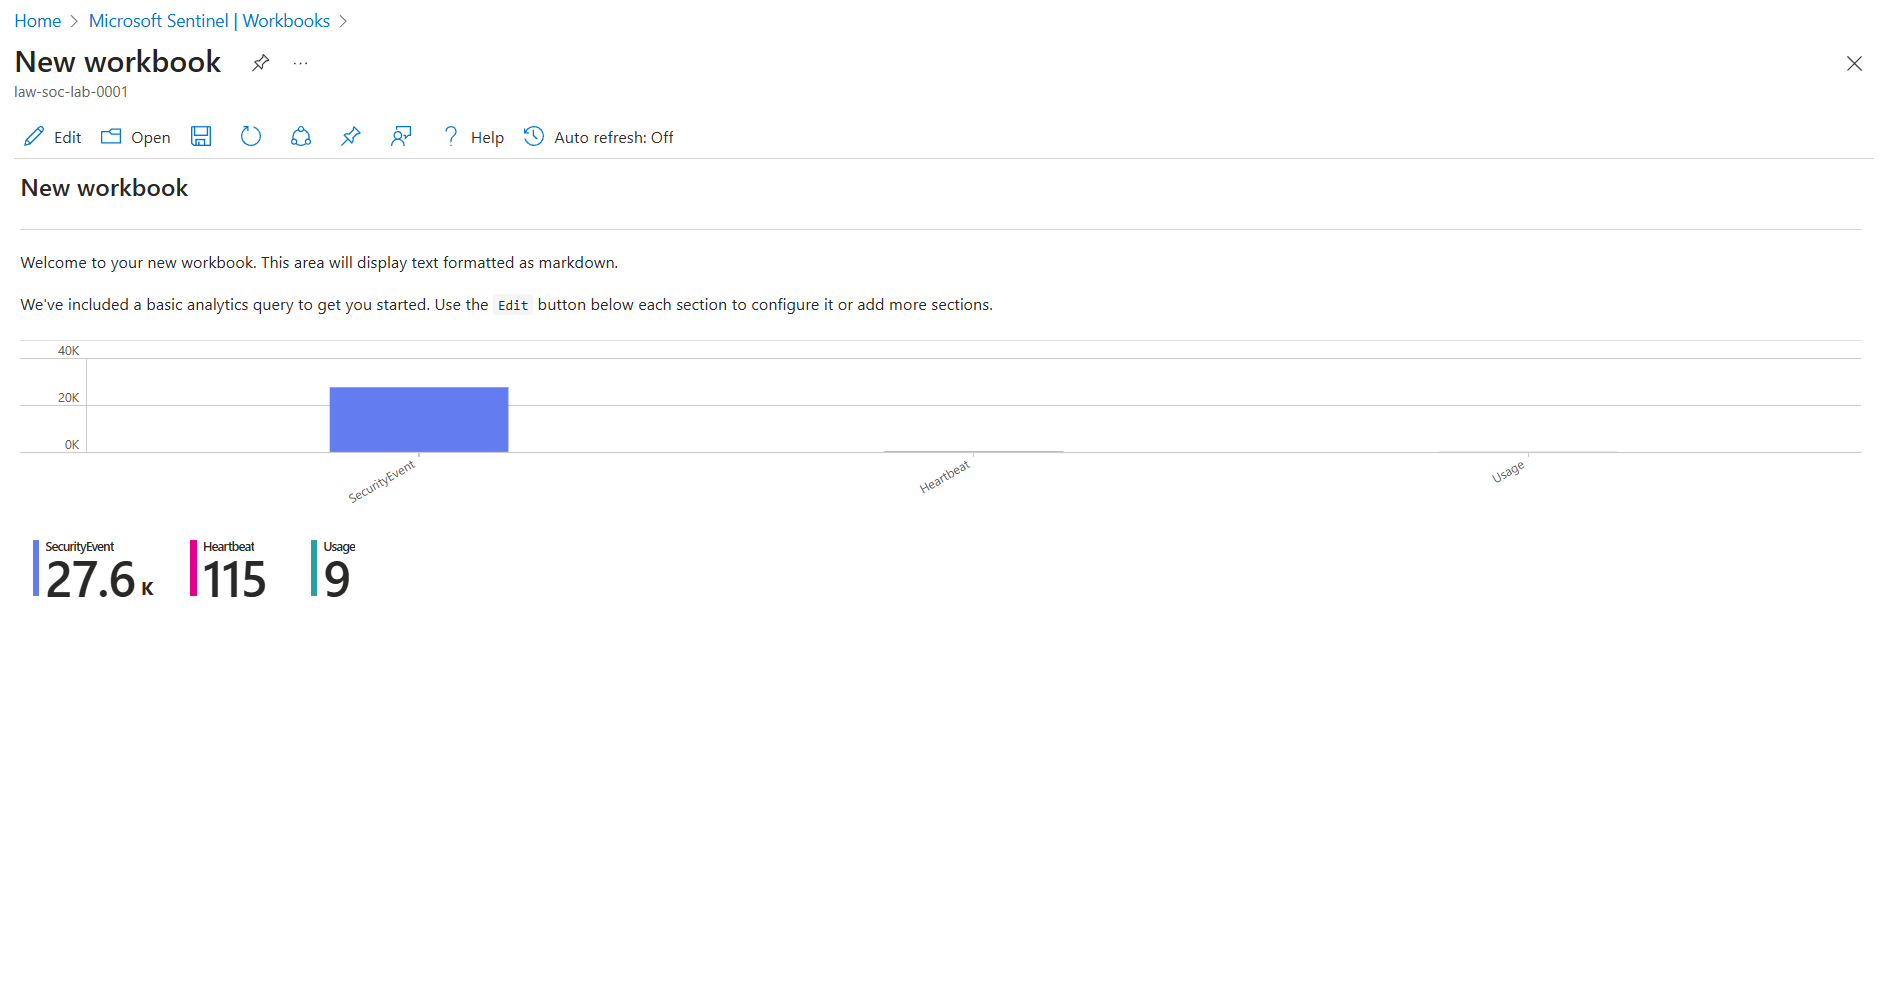 Home > Microsoft Sentinel | Workbooks >
New workbook ...
law-soc-lab-0001
Edit Open Help Auto refresh: Off
New workbook
Welcome to your new workbook. This area will display text formatted as markdown.
We've included a basic analytics query to get you started. Use the Edit button below each section to configure it or add more sections.
40K
20K
0K
SecurityEvent Heartbeat Usage
SecurityEvent Heartbeat Usage
27.6 K 115 9